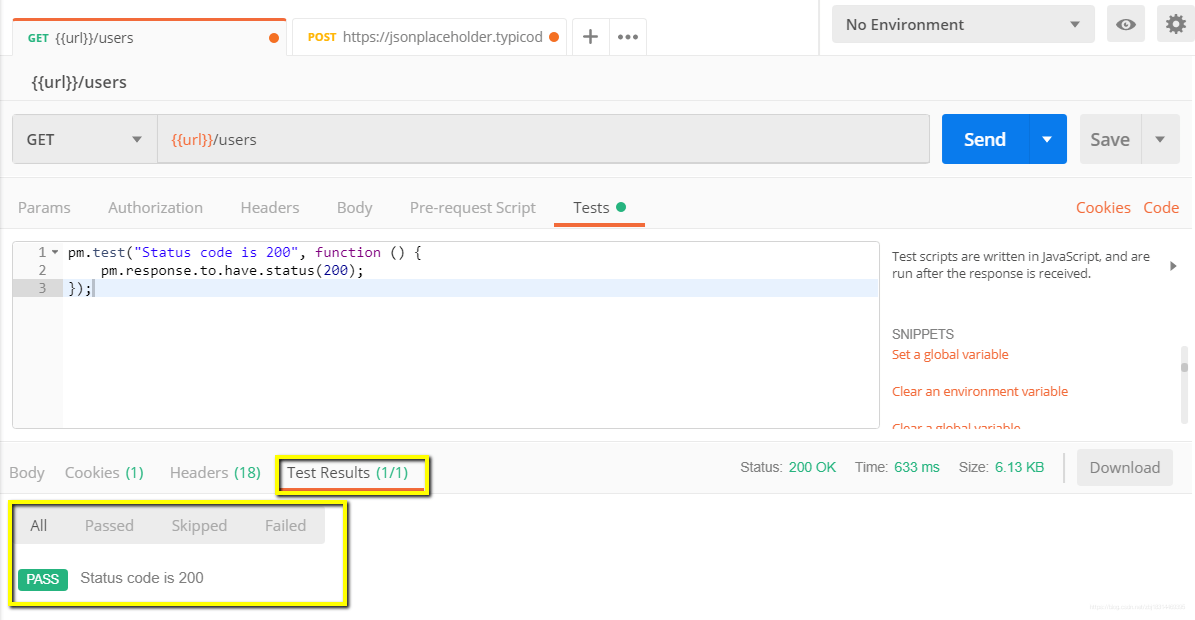 GET {{url}}/users
POST https://jsonplaceholder.typicod
No Environment
{{url}}/users
GET
{{url}}/users
Send
Save
Params Authorization Headers Body Pre-request Script Tests
Cookies Code
1 pm.test("Status code is 200", function () {
2 pm.response.to.have.status(200);
3 });
Test scripts are written in JavaScript, and are
run after the response is received.
SNIPPETS
Set a global variable
Clear an environment variable
Clear a global variable
Body Cookies (1) Headers (18) Test Results (1/1)
Status: 200 OK Time: 633 ms Size: 6.13 KB
Download
All Passed Skipped Failed
PASS Status code is 200